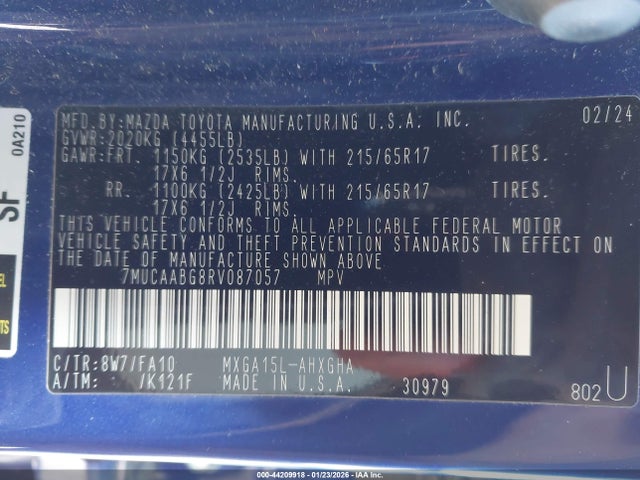 MFD.BY:MAZDA TOYOTA MANUFACTURING U.S.A. INC. 02/24
GVWR:2020KG (4455LB)
GAWR:FRT. 1150KG (2535LB) WITH 215/65R17 TIRES.
17X6 1/2J RIMS.
RR. 1100KG (2425LB) WITH 215/65R17 TIRES.
17X6 1/2J RIMS.
THIS VEHICLE CONFORMS TO ALL APPLICABLE FEDERAL MOTOR
VEHICLE SAFETY AND THEFT PREVENTION STANDARDS IN EFFECT ON
THE DATE OF MANUFACTURE SHOWN ABOVE.
7MUCAABG8RV087057 MPV
C/TR:8W7/FA10 MXGA15L-AHXGHA
A/TM: /K121F MADE IN U.S.A. 30979 802U
0A210
SF
000-44209918 - 01/23/2026 - IAA Inc.